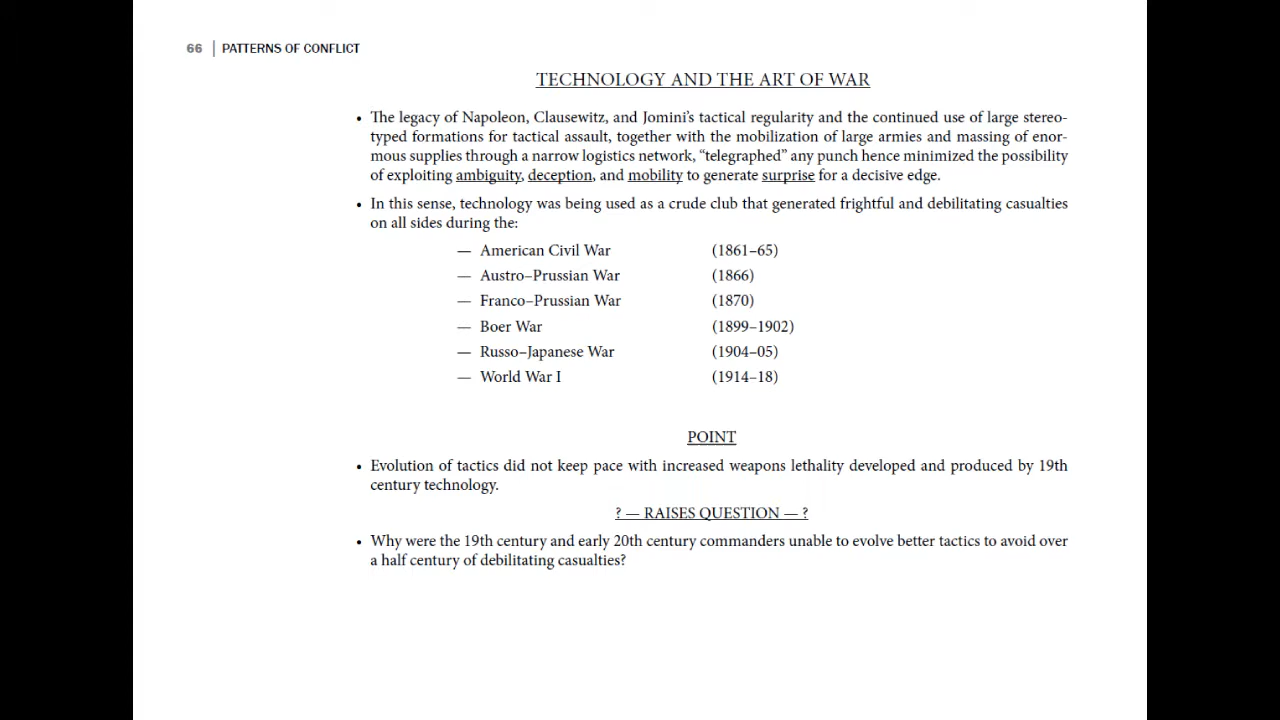 66 | PATTERNS OF CONFLICT
TECHNOLOGY AND THE ART OF WAR
• The legacy of Napoleon, Clausewitz, and Jomini's tactical regularity and the continued use of large stereo-
typed formations for tactical assault, together with the mobilization of large armies and massing of enor-
mous supplies through a narrow logistics network, “telegraphed” any punch hence minimized the possibility
of exploiting ambiguity, deception, and mobility to generate surprise for a decisive edge.
• In this sense, technology was being used as a crude club that generated frightful and debilitating casualties
on all sides during the:
— American Civil War (1861–65)
— Austro–Prussian War (1866)
— Franco–Prussian War (1870)
— Boer War (1899–1902)
— Russo–Japanese War (1904–05)
— World War I (1914–18)
POINT
• Evolution of tactics did not keep pace with increased weapons lethality developed and produced by 19th
century technology.
? — RAISES QUESTION — ?
• Why were the 19th century and early 20th century commanders unable to evolve better tactics to avoid over
a half century of debilitating casualties?